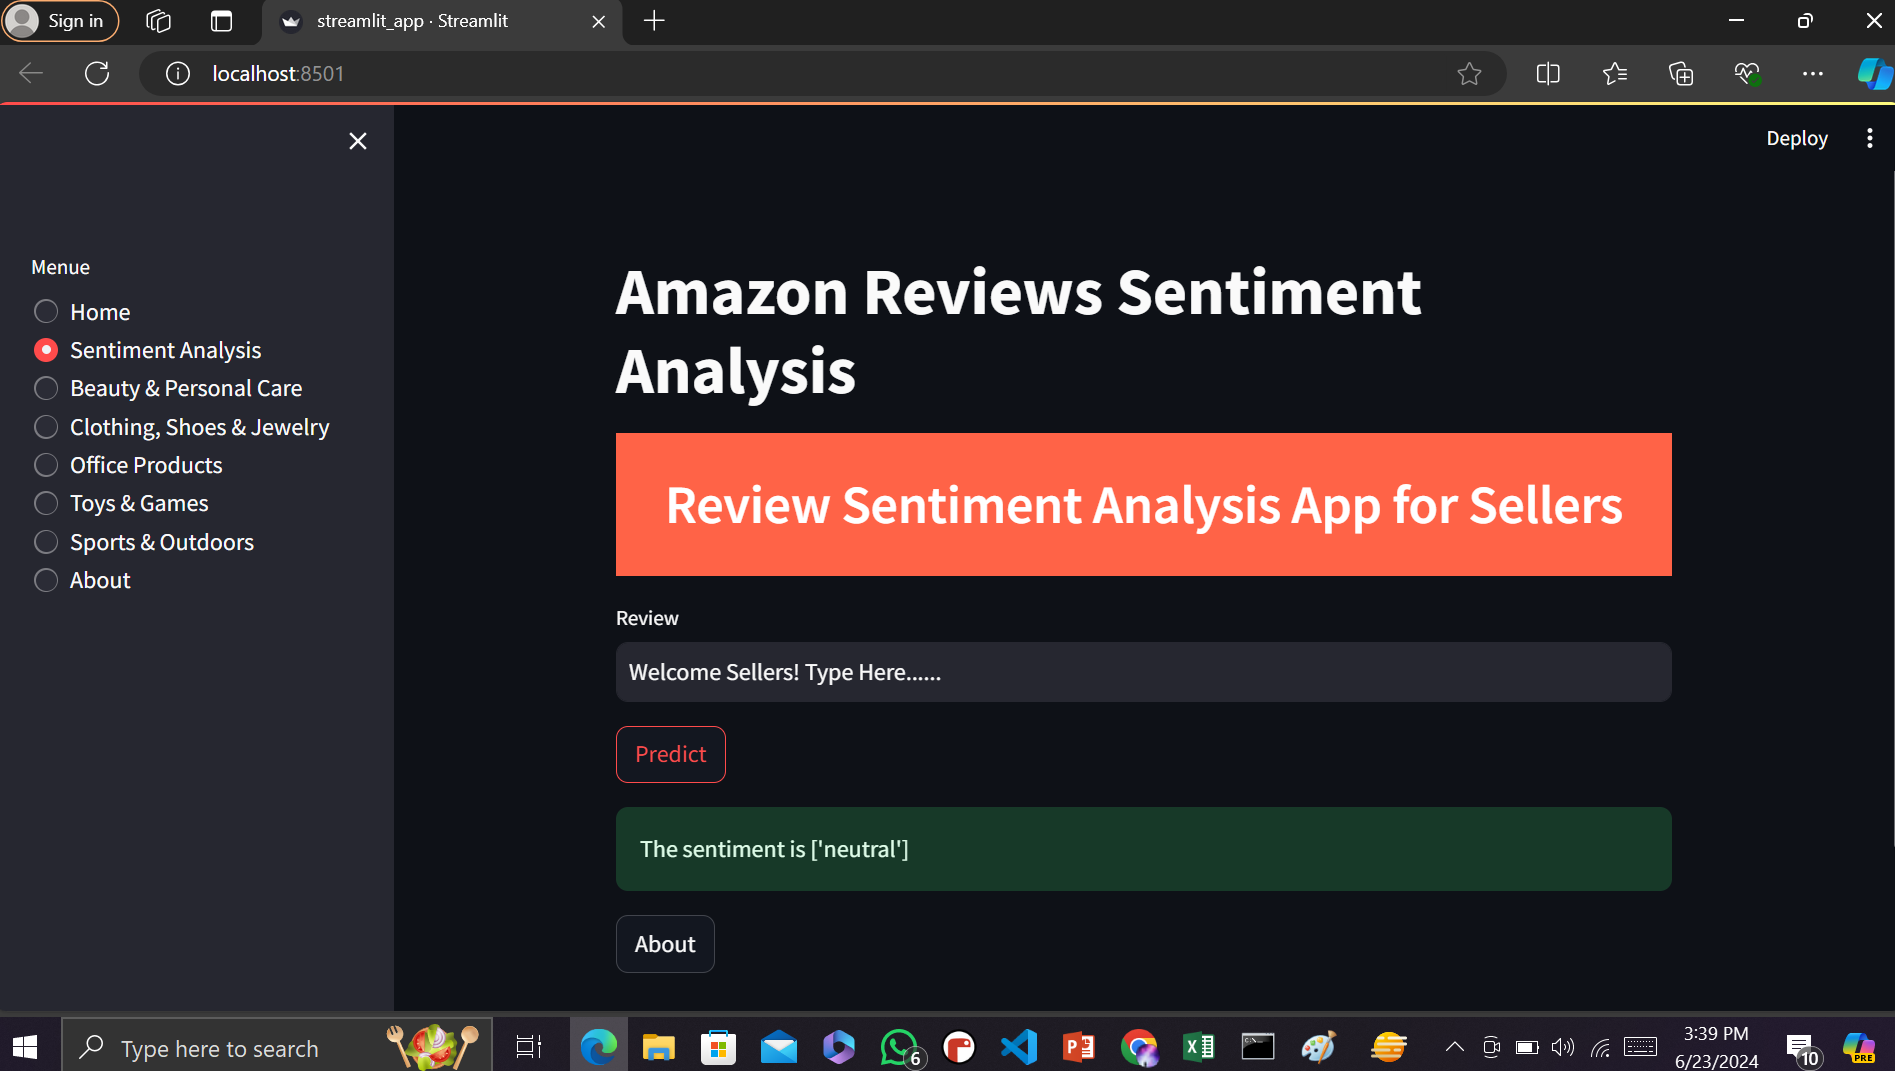 Sign in
streamlit_app · Streamlit
localhost:8501
Deploy
Menue
Home
Sentiment Analysis
Beauty & Personal Care
Clothing, Shoes & Jewelry
Office Products
Toys & Games
Sports & Outdoors
About
Amazon Reviews Sentiment
Analysis
Review Sentiment Analysis App for Sellers
Review
Welcome Sellers! Type Here......
Predict
The sentiment is ['neutral']
About
Type here to search
6
3:39 PM
6/23/2024
10
PRE